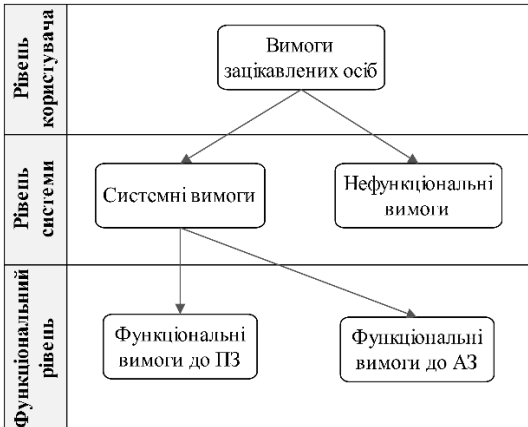 Рівень
користувача
Вимоги
зацікавлених осіб
Рівень
системи
Системні вимоги
Нефункціональні
вимоги
Функціональний
рівень
Функціональні
вимоги до ПЗ
Функціональні
вимоги до АЗ